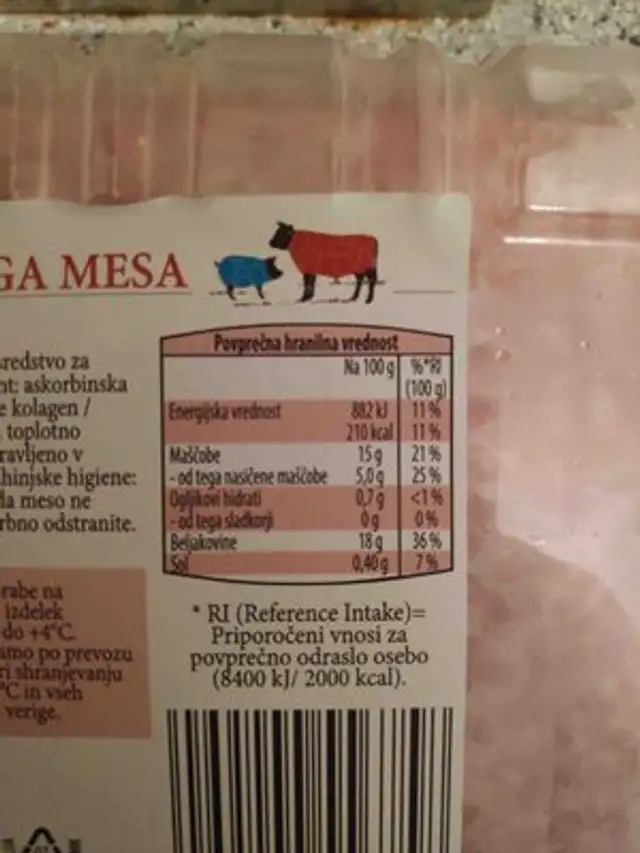 GA MESA
sredstvo za
nt: askorbinska
e kolagen /
toplotno
ravljeno v
hinjske higiene:
la meso ne
rbno odstranite.
Povprečna hranilna vrednost
Na 100 g %*RI
(100 g)
Energijska vrednost 882 kJ 11 %
210 kcal 11 %
Maščobe 15 g 21 %
- od tega nasičene maščobe 5,0 g 25 %
Ogljikovi hidrati 0,7 g <1 %
- od tega sladkorji 0 g 0 %
Beljakovine 18 g 36 %
Sol 0,40 g 7 %
rabe na
izdelek
do +4°C.
amo po prevozu
ri shranjevanju
°C in vseh
verige.
* RI (Reference Intake)=
Priporočeni vnosi za
povprečno odraslo osebo
(8400 kJ/ 2000 kcal).